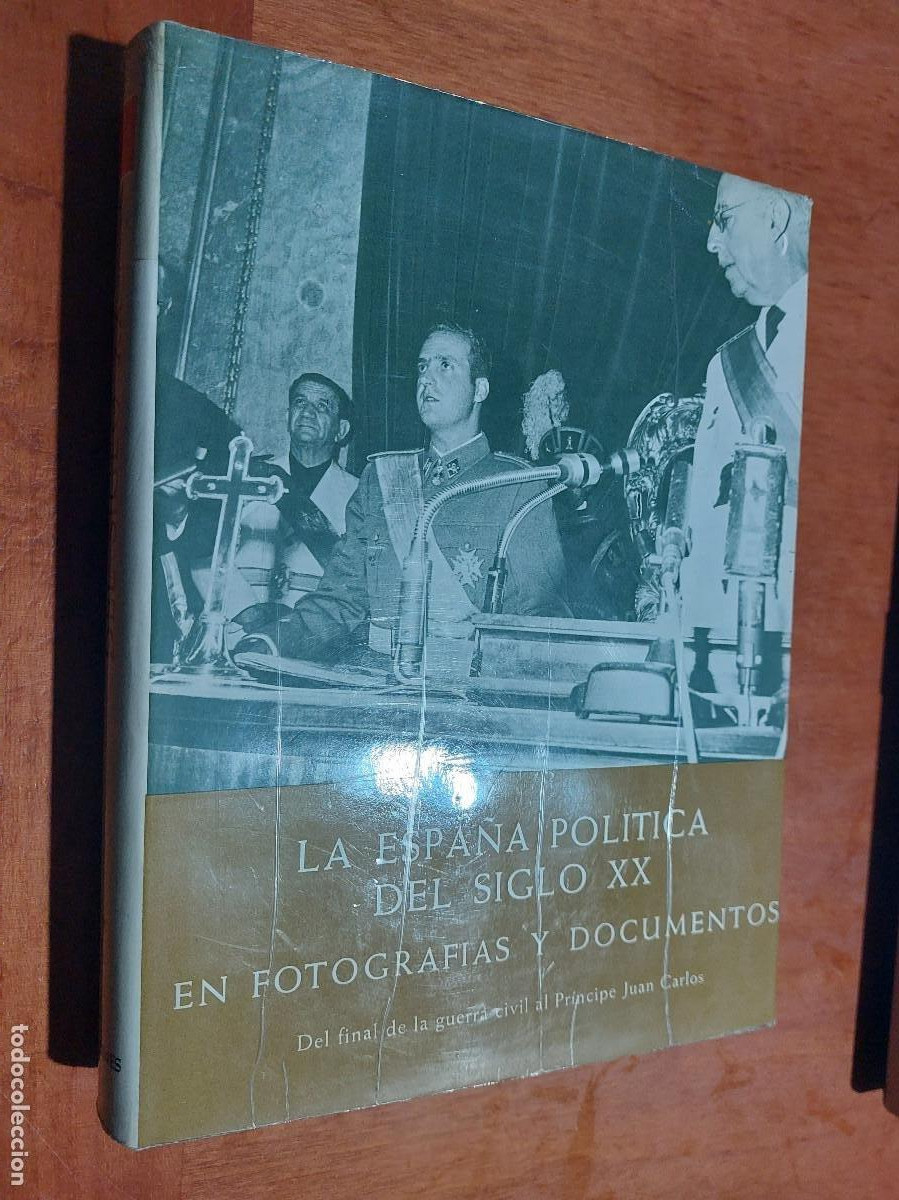 LA ESPAÑA POLITICA
DEL SIGLO XX
EN FOTOGRAFIAS Y DOCUMENTOS
Del final de la guerra civil al Príncipe Juan Carlos
todocoleccion